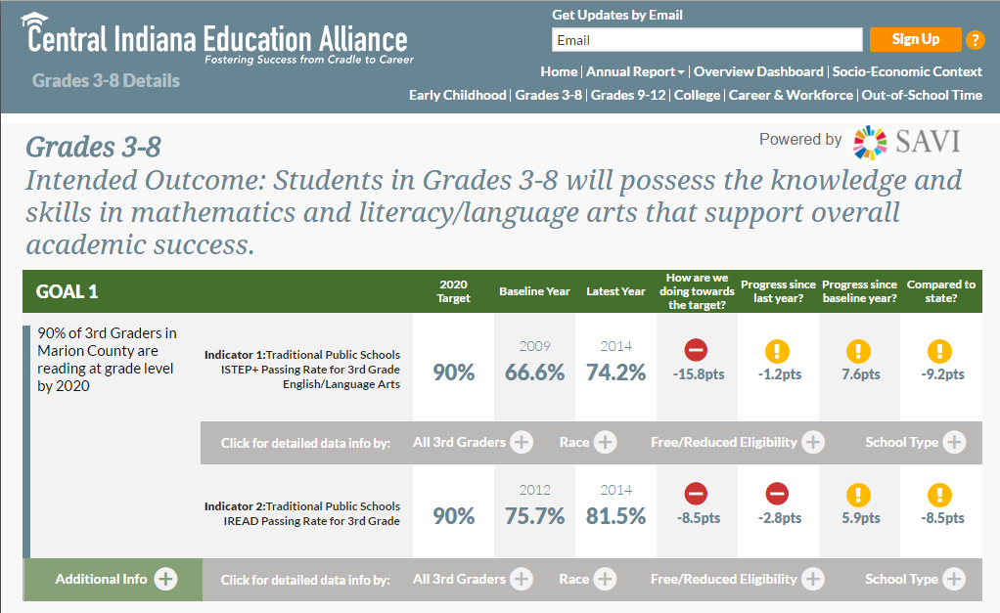 Get Updates by Email
Central Indiana Education Alliance
Email
Sign Up
?
Fostering Success from Cradle to Career
Grades 3-8 Details
Home | Annual Report | Overview Dashboard | Socio-Economic Context
Early Childhood | Grades 3-8 | Grades 9-12 | College | Career & Workforce | Out-of-School Time
Powered by SAVI
Grades 3-8
Intended Outcome: Students in Grades 3-8 will possess the knowledge and
skills in mathematics and literacy/language arts that support overall
academic success.
GOAL 1
2020
Target
Baseline Year
Latest Year
How are we
doing towards
the target?
Progress since
last year?
Progress since
baseline year?
Compared to
state?
90% of 3rd Graders in
Marion County are
reading at grade level
by 2020
Indicator 1:Traditional Public Schools
ISTEP+ Passing Rate for 3rd Grade
English/Language Arts
90%
2009
66.6%
2014
74.2%
-15.8pts
-1.2pts
7.6pts
-9.2pts
Click for detailed data info by: All 3rd Graders Race Free/Reduced Eligibility School Type
Indicator 2:Traditional Public Schools
IREAD Passing Rate for 3rd Grade
90%
2012
75.7%
2014
81.5%
-8.5pts
-2.8pts
5.9pts
-8.5pts
Additional Info
Click for detailed data info by: All 3rd Graders Race Free/Reduced Eligibility School Type